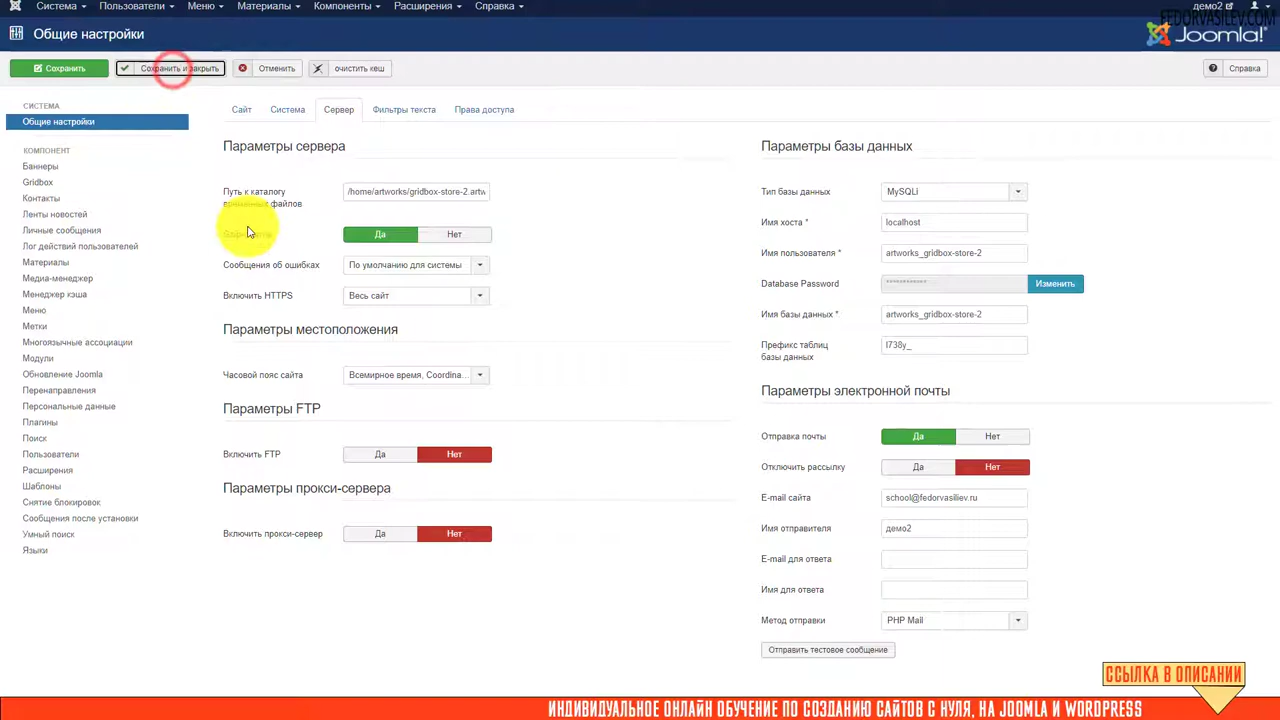 Система Пользователи Меню Материалы Компоненты Расширения Справка демо2
FEDORVASILEV.COM
Общие настройки
Joomla!
Сохранить Сохранить и закрыть Отменить очистить кеш Справка
СИСТЕМА
Общие настройки
КОМПОНЕНТ
Баннеры
Gridbox
Контакты
Ленты новостей
Личные сообщения
Лог действий пользователей
Материалы
Медиа-менеджер
Менеджер кэша
Меню
Метки
Многоязычные ассоциации
Модули
Обновление Joomla
Перенаправления
Персональные данные
Плагины
Поиск
Пользователи
Расширения
Шаблоны
Снятие блокировок
Сообщения после установки
Умный поиск
Языки
Сайт Система Сервер Фильтры текста Права доступа
Параметры сервера
Путь к каталогу
временных файлов
/home/artworks/gridbox-store-2.artw
Да Нет
Сообщения об ошибках По умолчанию для системы
Включить HTTPS Весь сайт
Параметры местоположения
Часовой пояс сайта Всемирное время, Coordina...
Параметры FTP
Включить FTP Да Нет
Параметры прокси-сервера
Включить прокси-сервер Да Нет
Параметры базы данных
Тип базы данных MySQLi
Имя хоста * localhost
Имя пользователя * artworks_gridbox-store-2
Database Password Изменить
Имя базы данных * artworks_gridbox-store-2
Префикс таблиц
базы данных
l738y_
Параметры электронной почты
Отправка почты Да Нет
Отключить рассылку Да Нет
E-mail сайта school@fedorvasiliev.ru
Имя отправителя демо2
E-mail для ответа
Имя для ответа
Метод отправки PHP Mail
Отправить тестовое сообщение
ССЫЛКА В ОПИСАНИИ
ИНДИВИДУАЛЬНОЕ ОНЛАЙН ОБУЧЕНИЕ ПО СОЗДАНИЮ САЙТОВ С НУЛЯ, НА JOOMLA И WORDPRESS